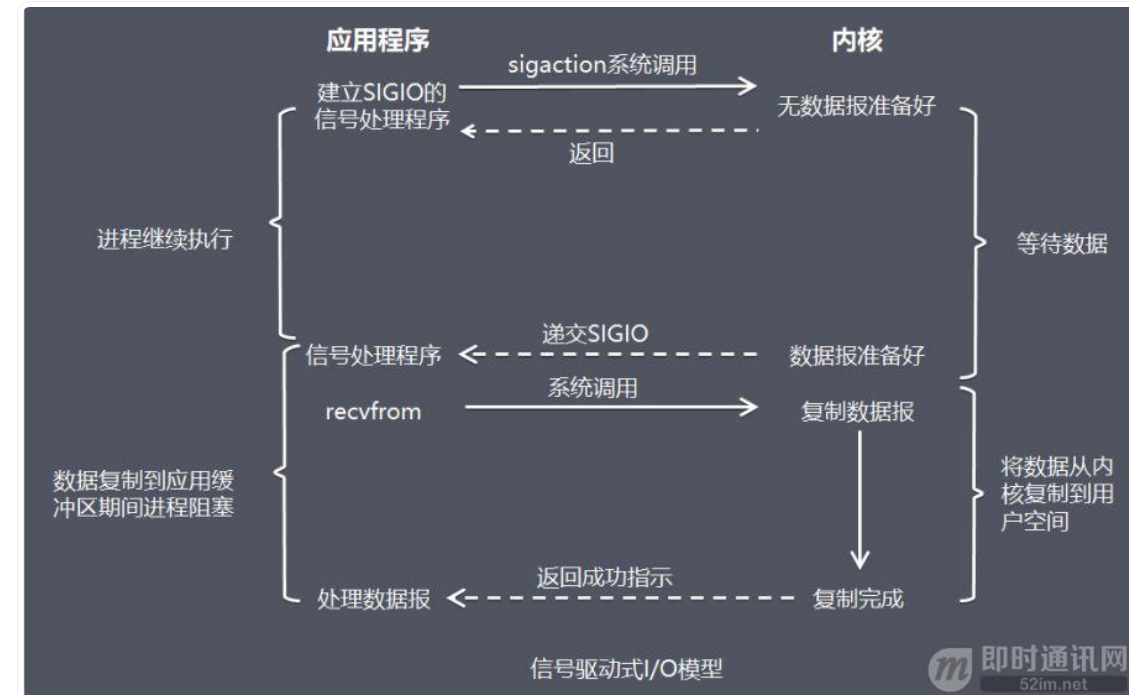 应用程序
内核
sigaction系统调用
建立SIGIO的
信号处理程序
无数据报准备好
返回
进程继续执行
等待数据
递交SIGIO
信号处理程序
数据报准备好
系统调用
recvfrom
复制数据报
数据复制到应用缓
冲区期间进程阻塞
将数据从内
核复制到用
户空间
返回成功指示
处理数据报
复制完成
信号驱动式I/O模型
m
即时通讯网
52im.net